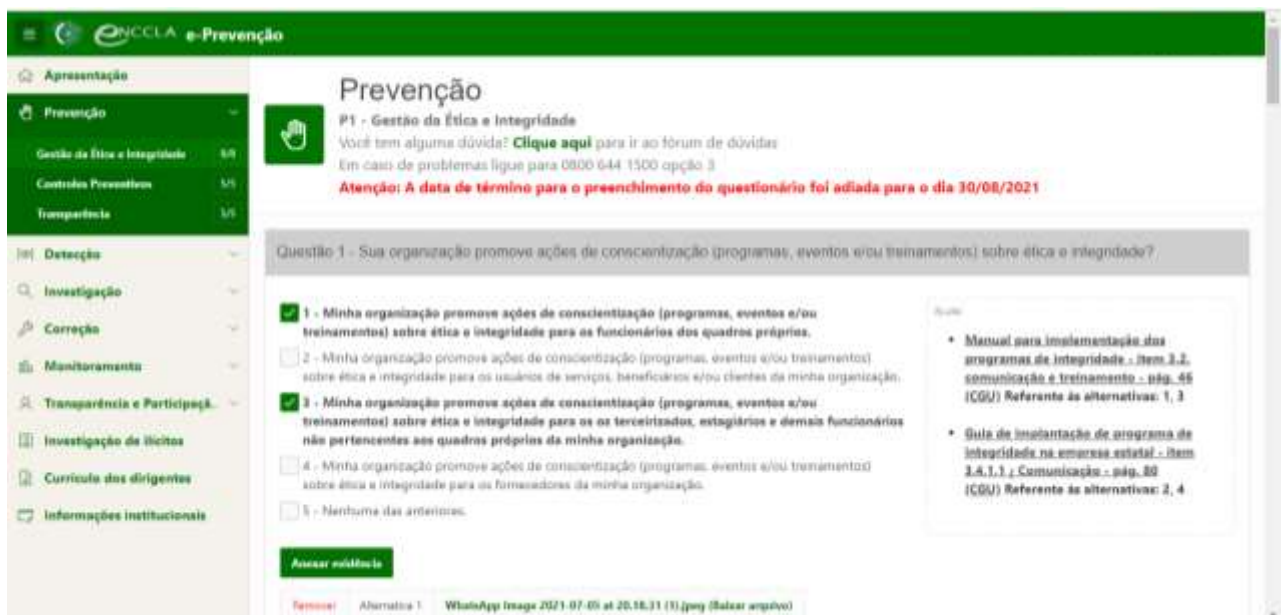 ENCCLA e-Prevenção
Apresentação
Prevenção
Gestão da Ética e Integridade
Controles Preventivos 5/5
Transparência
Detecção
Investigação
Correção
Monitoramento
Transparência e Participaçã..
Investigação de ilícitos
Currículo dos dirigentes
Informações institucionais
Prevenção
P1 - Gestão da Ética e Integridade
Você tem alguma dúvida? Clique aqui para ir ao fórum de dúvidas
Em caso de problemas ligue para 0800 644 1500 opção 3
Atenção: A data de término para o preenchimento do questionário foi adiada para o dia 30/08/2021
Questão 1 - Sua organização promove ações de conscientização (programas, eventos e/ou treinamentos) sobre ética e integridade?
1 - Minha organização promove ações de conscientização (programas, eventos e/ou
treinamentos) sobre ética e integridade para os funcionários dos quadros próprios.
2 - Minha organização promove ações de conscientização (programas, eventos e/ou treinamentos)
sobre ética e integridade para os usuários de serviços, beneficiários e/ou clientes da minha organização.
3 - Minha organização promove ações de conscientização (programas, eventos e/ou
treinamentos) sobre ética e integridade para os os terceirizados, estagiários e demais funcionários
não pertencentes aos quadros próprios da minha organização.
4 - Minha organização promove ações de conscientização (programas, eventos e/ou treinamentos)
sobre ética e integridade para os fornecedores da minha organização.
5 - Nenhuma das anteriores.
Ajuda
Manual para implementação dos
programas de integridade - item 3.2,
comunicação e treinamento - pág. 46
(CGU) Referente às alternativas: 1, 3
Guia de implantação de programa de
integridade na empresa estatal - item
3.4.1.1 ; Comunicação - pág. 80
(CGU) Referente às alternativas: 2, 4
Anexar evidência
Remover Alternativa 1 WhatsApp Image 2021-07-05 at 20.18.31 (1).jpeg (Baixar arquivo)